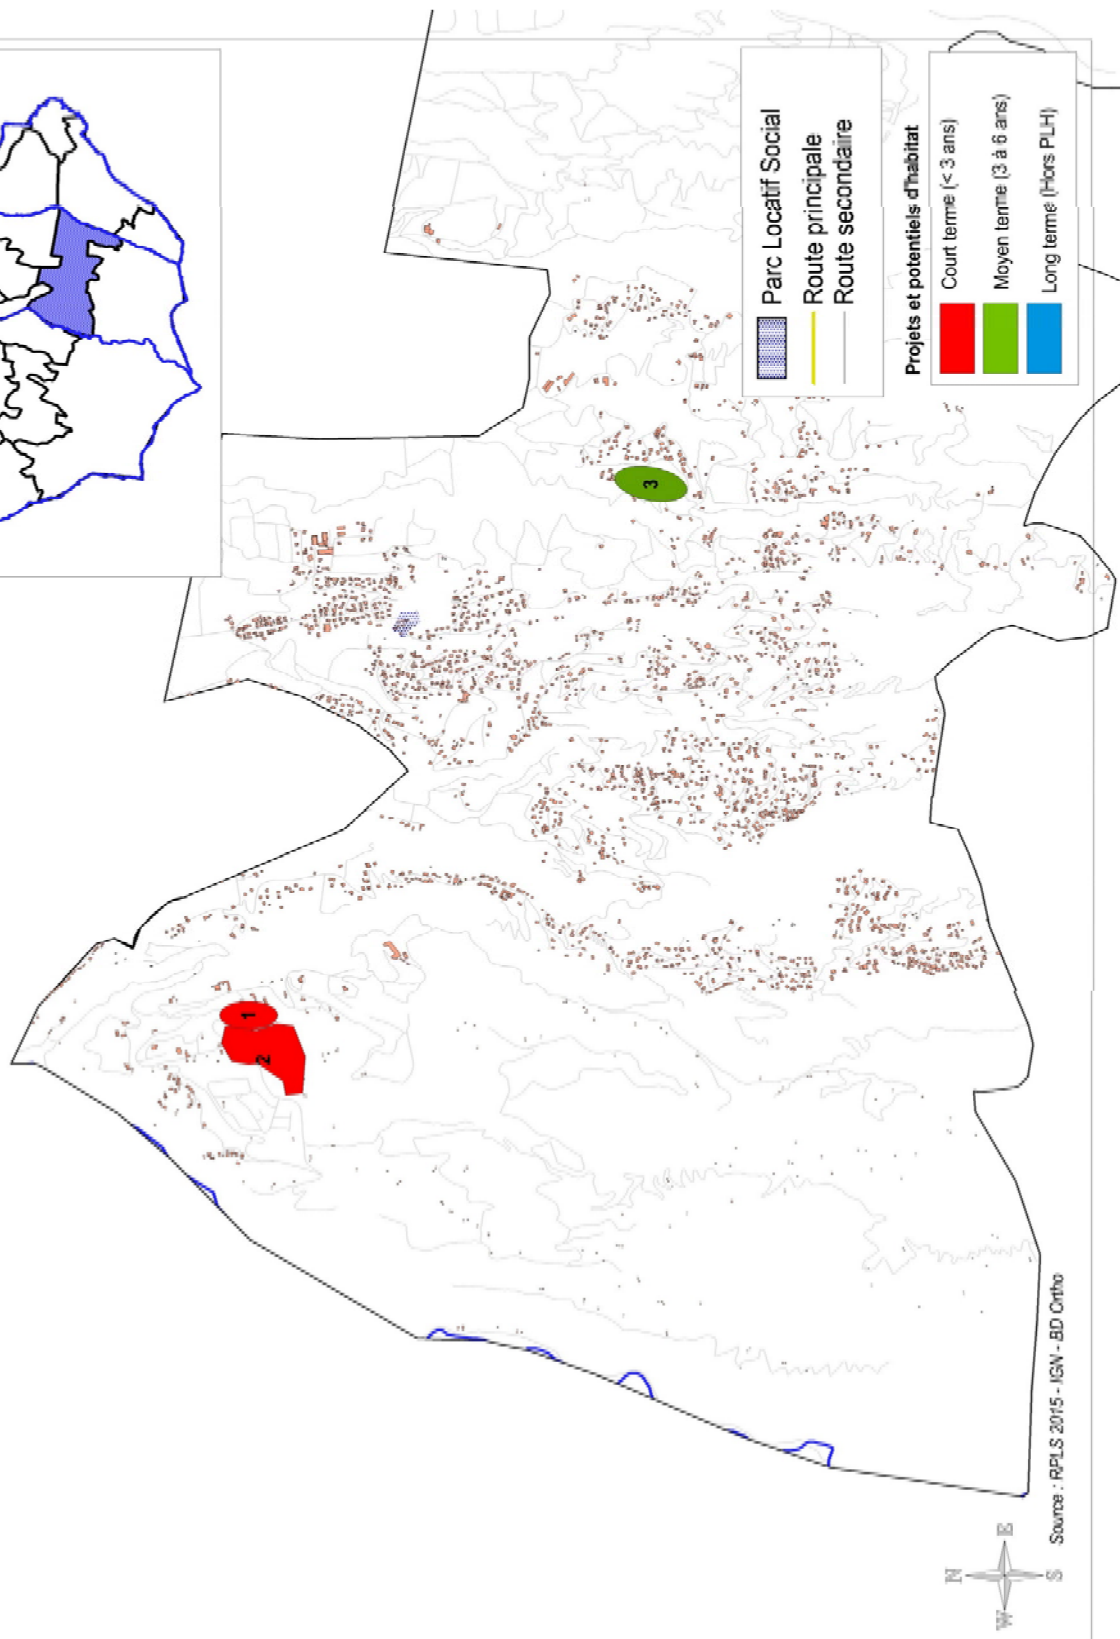 Parc Locatif Social
Route principale
Route secondaire
Projets et potentiels d'habitat
Court terme (< 3 ans)
Moyen terme (3 à 6 ans)
Long terme (Hors PLH)
1
2
3
N
W
E
S
Source : RPLS 2015 - IGN - BD Ortho